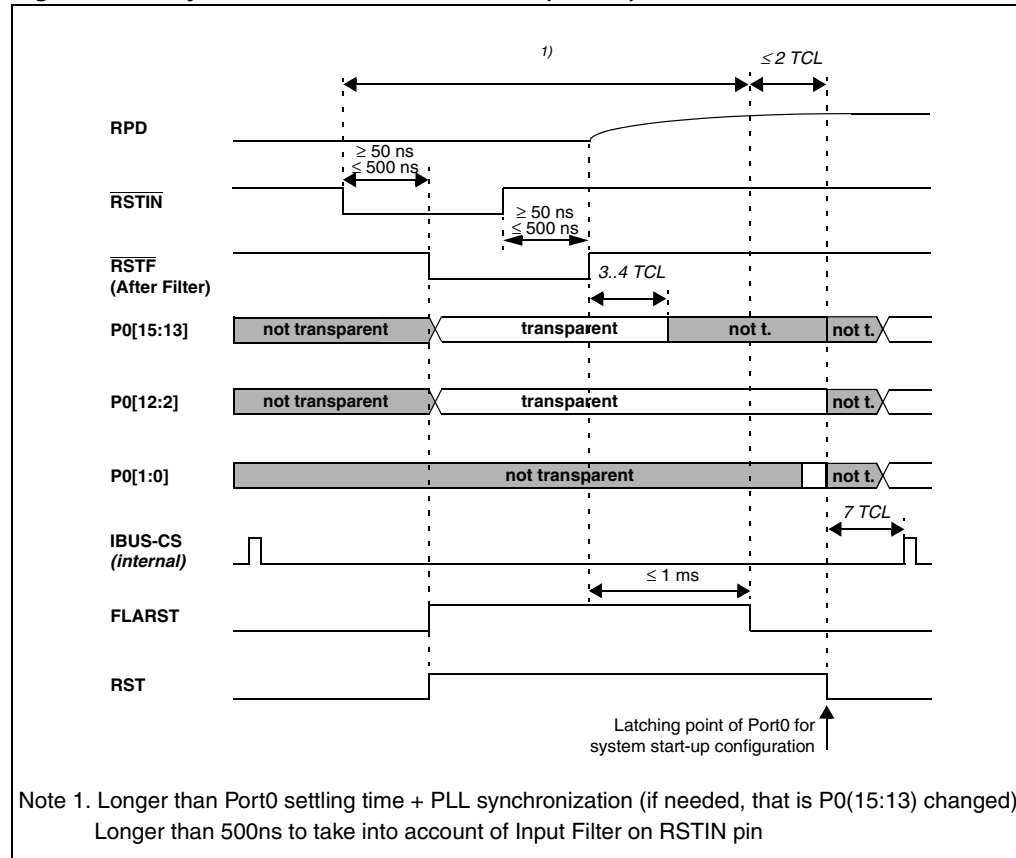 1)
≤ 2 TCL
RPD
≥ 50 ns
≤ 500 ns
RSTIN
≥ 50 ns
≤ 500 ns
RSTF
(After Filter)
3..4 TCL
P0[15:13]
not transparent
transparent
not t.
not t.
P0[12:2]
not transparent
transparent
not t.
P0[1:0]
not transparent
not t.
7 TCL
IBUS-CS
(internal)
≤ 1 ms
FLARST
RST
Latching point of Port0 for
system start-up configuration
Note 1. Longer than Port0 settling time + PLL synchronization (if needed, that is P0(15:13) changed)
Longer than 500ns to take into account of Input Filter on RSTIN pin